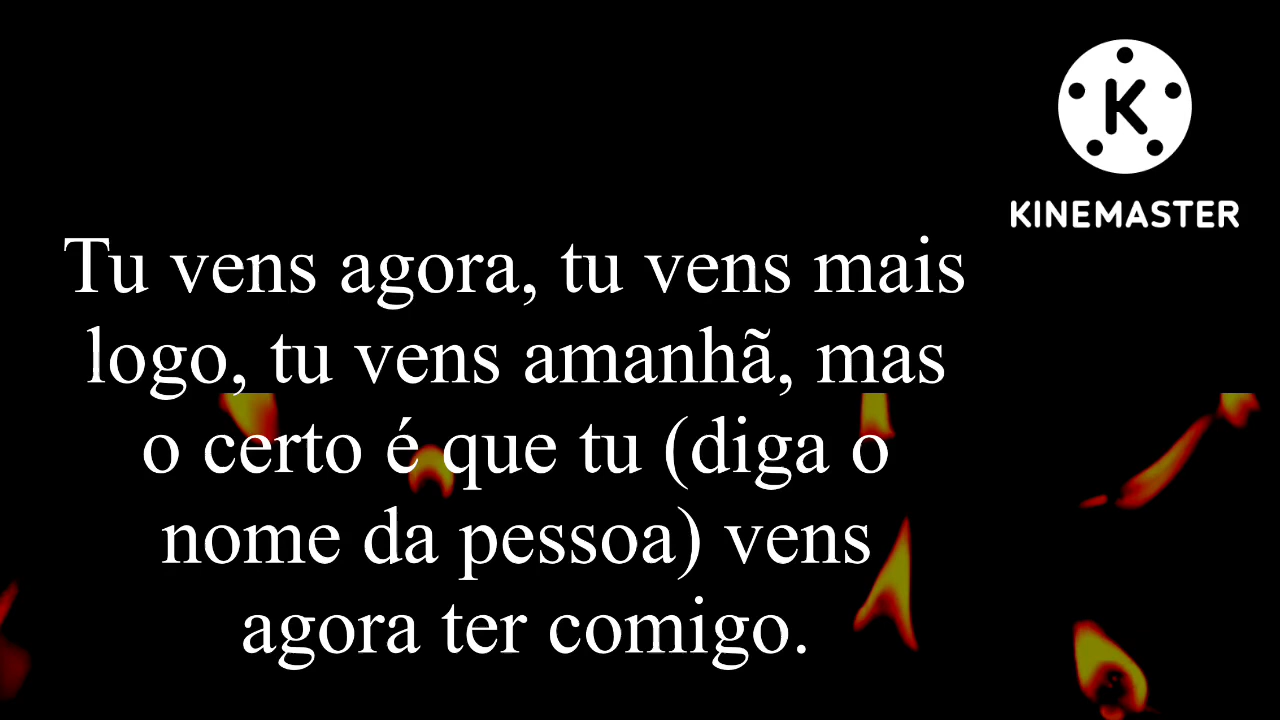 K
KINEMASTER
Tu vens agora, tu vens mais
logo, tu vens amanhã, mas
o certo é que tu (diga o
nome da pessoa) vens
agora ter comigo.